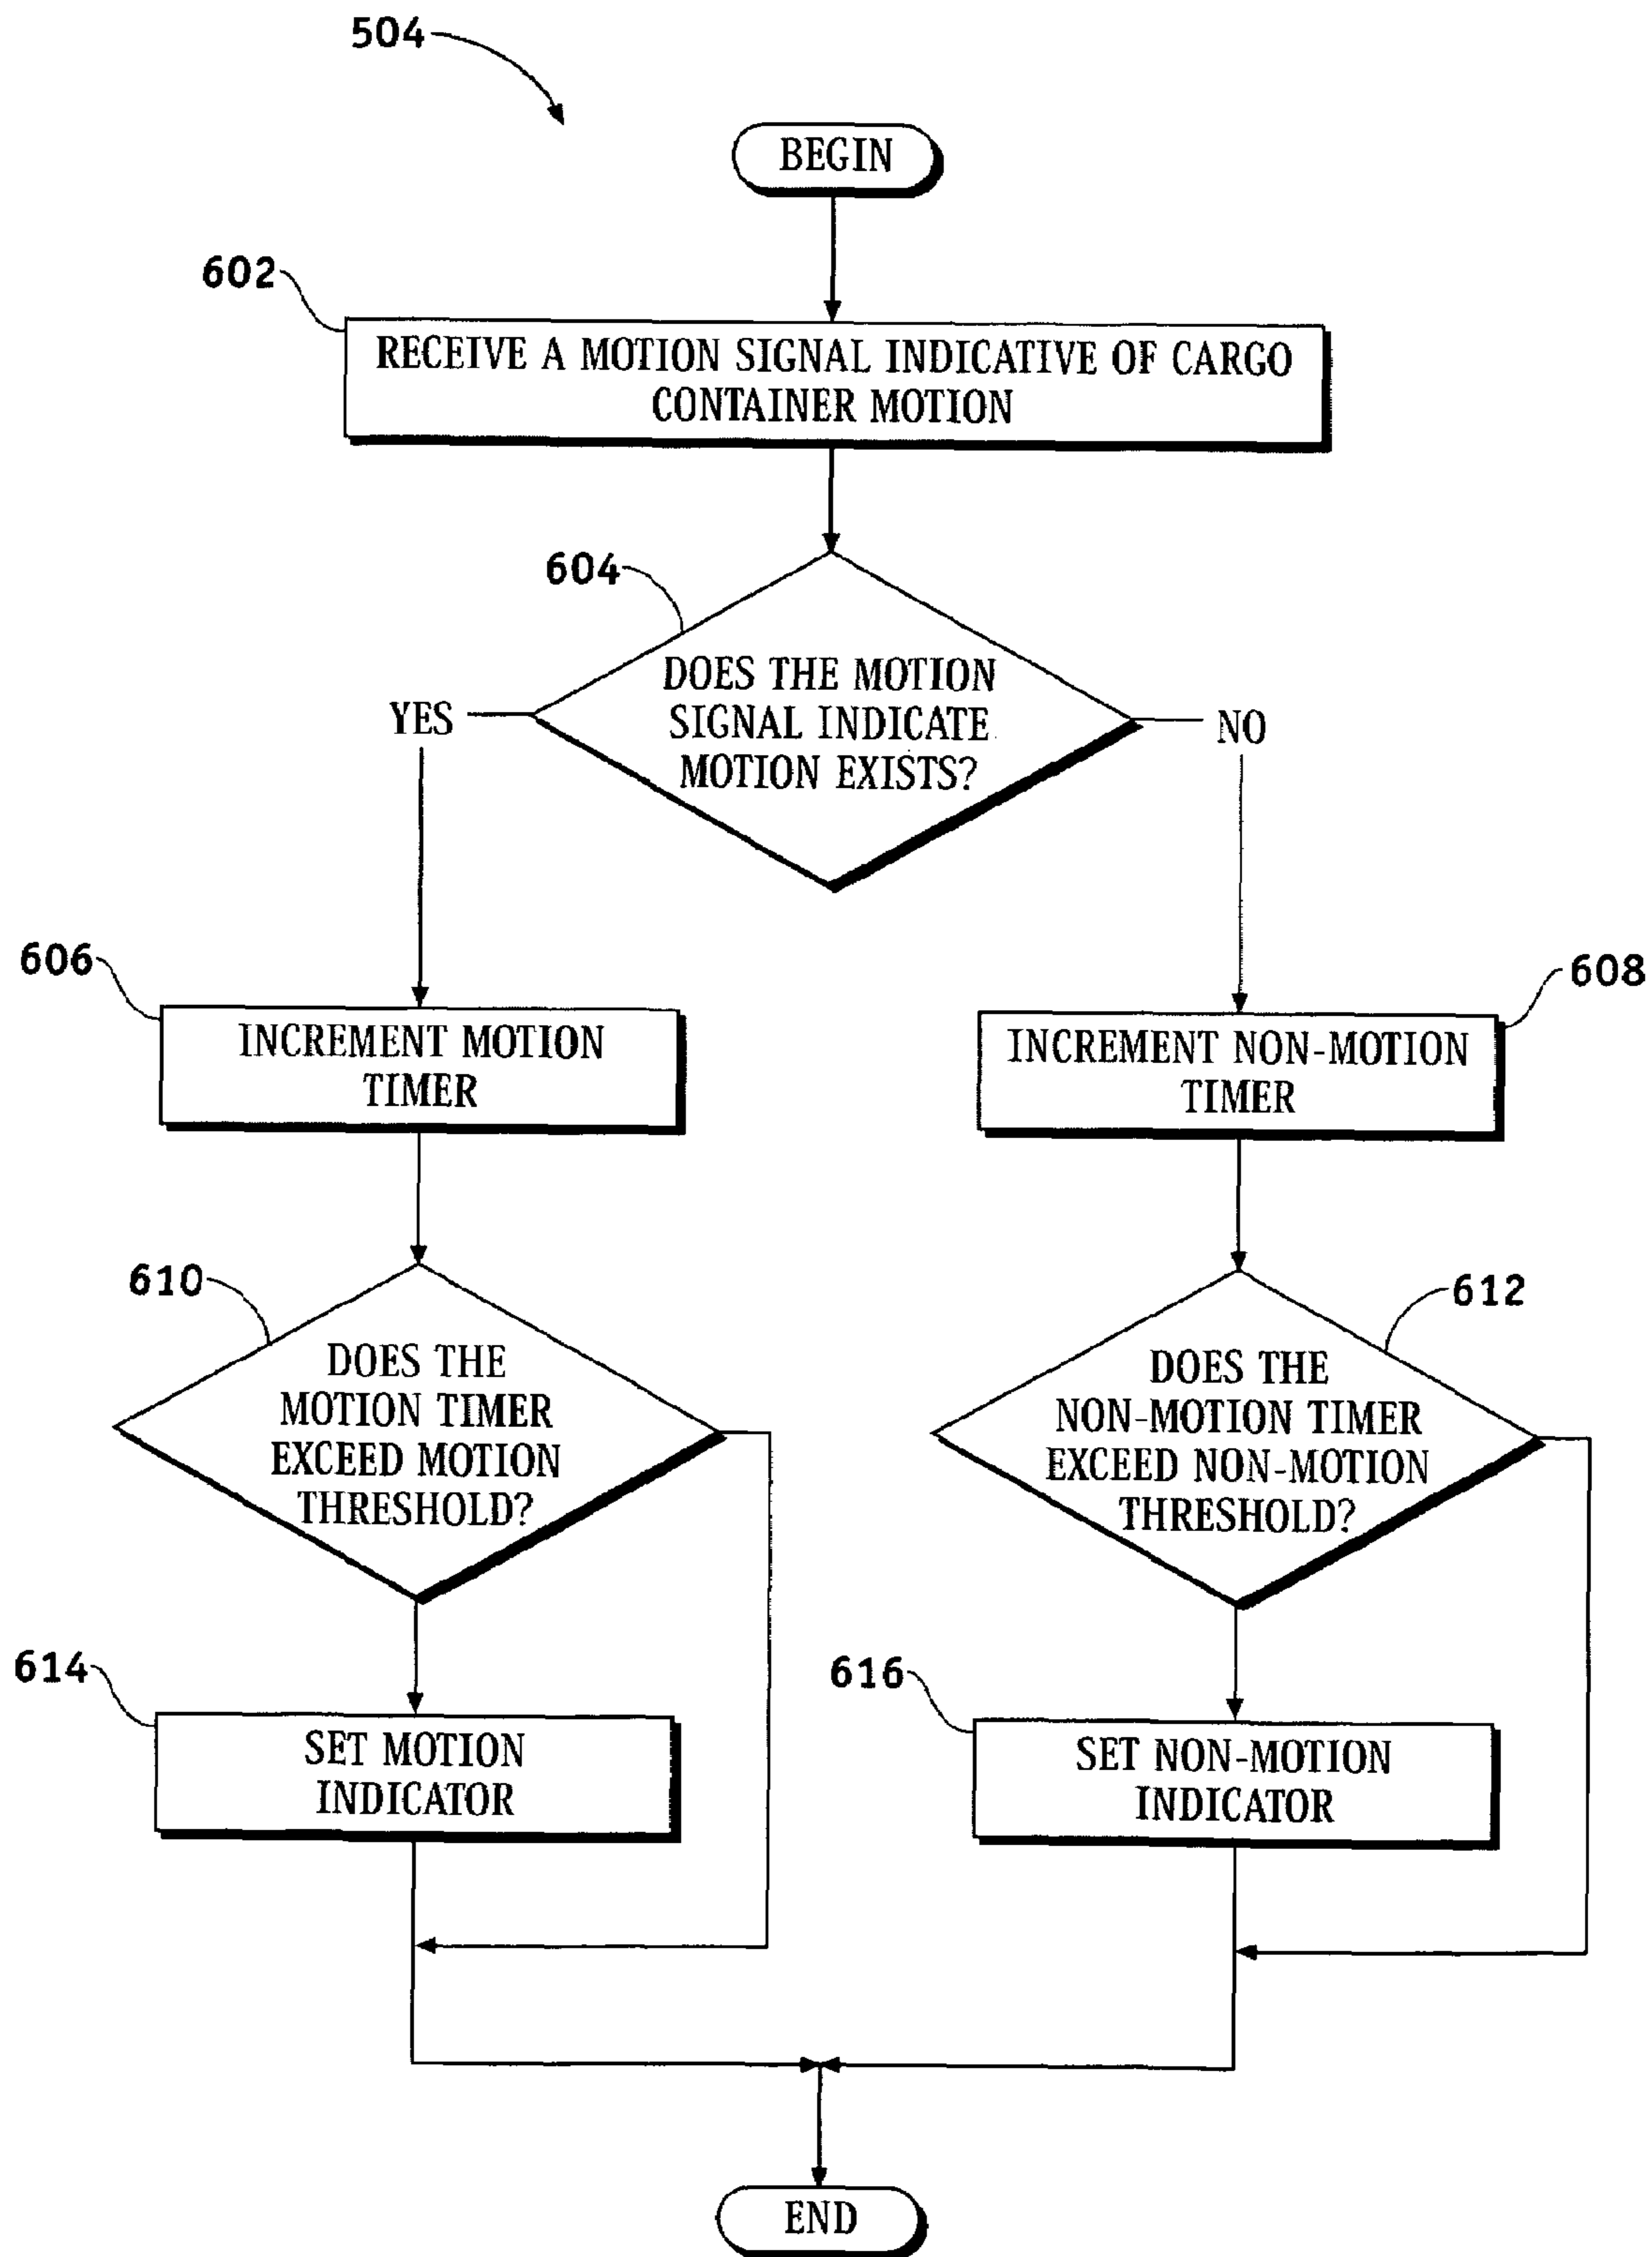 504
BEGIN
602
RECEIVE A MOTION SIGNAL INDICATIVE OF CARGO
CONTAINER MOTION
604
DOES THE MOTION
SIGNAL INDICATE
MOTION EXISTS?
YES
NO
606
INCREMENT MOTION
TIMER
608
INCREMENT NON-MOTION
TIMER
610
DOES THE
MOTION TIMER
EXCEED MOTION
THRESHOLD?
612
DOES THE
NON-MOTION TIMER
EXCEED NON-MOTION
THRESHOLD?
614
SET MOTION
INDICATOR
616
SET NON-MOTION
INDICATOR
END